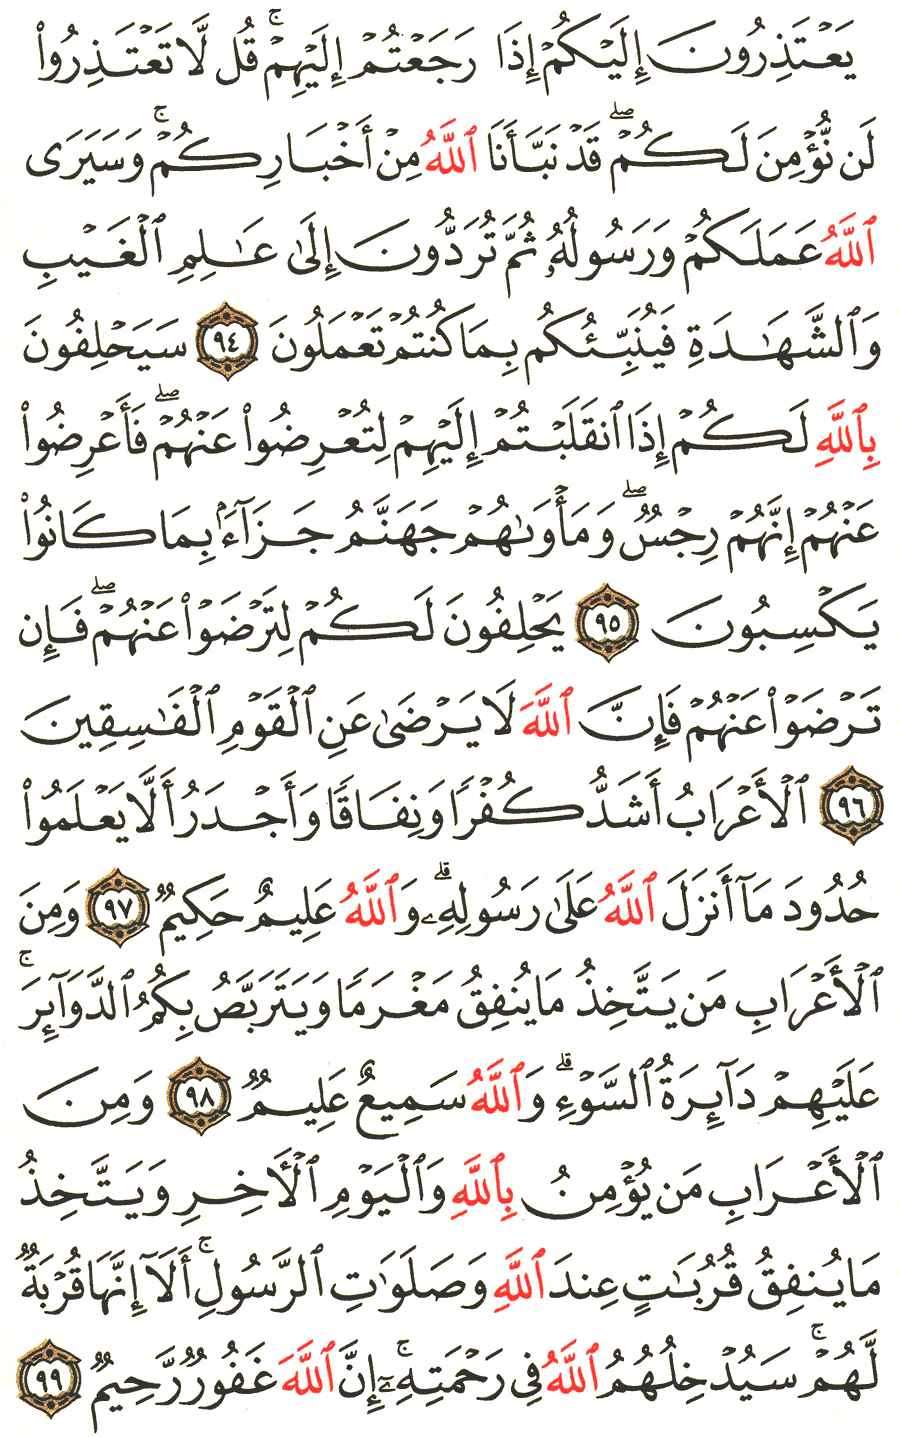 يَعۡتَذِرُونَ إِلَيۡكُمۡ إِذَا رَجَعۡتُمۡ إِلَيۡهِمۡۚ قُل لَّا تَعۡتَذِرُواْ
لَن نُّؤۡمِنَ لَكُمۡۖ قَدۡ نَبَّأَنَا ٱللَّهُ مِنۡ أَخۡبَارِكُمۡۚ وَسَيَرَى
ٱللَّهُ عَمَلَكُمۡ وَرَسُولُهُۥ ثُمَّ تُرَدُّونَ إِلَىٰ عَٰلِمِ ٱلۡغَيۡبِ
وَٱلشَّهَٰدَةِ فَيُنَبِّئُكُم بِمَا كُنتُمۡ تَعۡمَلُونَ ٩٤ سَيَحۡلِفُونَ
بِٱللَّهِ لَكُمۡ إِذَا ٱنقَلَبۡتُمۡ إِلَيۡهِمۡ لِتُعۡرِضُواْ عَنۡهُمۡۖ فَأَعۡرِضُواْ
عَنۡهُمۡۖ إِنَّهُمۡ رِجۡسٞۖ وَمَأۡوَىٰهُمۡ جَهَنَّمُ جَزَآءَۢ بِمَا كَانُواْ
يَكۡسِبُونَ ٩٥ يَحۡلِفُونَ لَكُمۡ لِتَرۡضَوۡاْ عَنۡهُمۡۖ فَإِن
تَرۡضَوۡاْ عَنۡهُمۡ فَإِنَّ ٱللَّهَ لَا يَرۡضَىٰ عَنِ ٱلۡقَوۡمِ ٱلۡفَٰسِقِينَ
٩٦ ٱلۡأَعۡرَابُ أَشَدُّ كُفۡرٗا وَنِفَاقٗا وَأَجۡدَرُ أَلَّا يَعۡلَمُواْ
حُدُودَ مَآ أَنزَلَ ٱللَّهُ عَلَىٰ رَسُولِهِۦۗ وَٱللَّهُ عَلِيمٌ حَكِيمٞ ٩٧ وَمِنَ
ٱلۡأَعۡرَابِ مَن يَتَّخِذُ مَا يُنفِقُ مَغۡرَمٗا وَيَتَرَبَّصُ بِكُمُ ٱلدَّوَآئِرَۚ
عَلَيۡهِمۡ دَآئِرَةُ ٱلسَّوۡءِۗ وَٱللَّهُ سَمِيعٌ عَلِيمٞ ٩٨ وَمِنَ
ٱلۡأَعۡرَابِ مَن يُؤۡمِنُ بِٱللَّهِ وَٱلۡيَوۡمِ ٱلۡأٓخِرِ وَيَتَّخِذُ
مَا يُنفِقُ قُرُبَٰتٍ عِندَ ٱللَّهِ وَصَلَوَٰتِ ٱلرَّسُولِۚ أَلَآ إِنَّهَا قُرۡبَةٞ
لَّهُمۡۚ سَيُدۡخِلُهُمُ ٱللَّهُ فِي رَحۡمَتِهِۦٓۚ إِنَّ ٱللَّهَ غَفُورٞ رَّحِيمٞ ٩٩